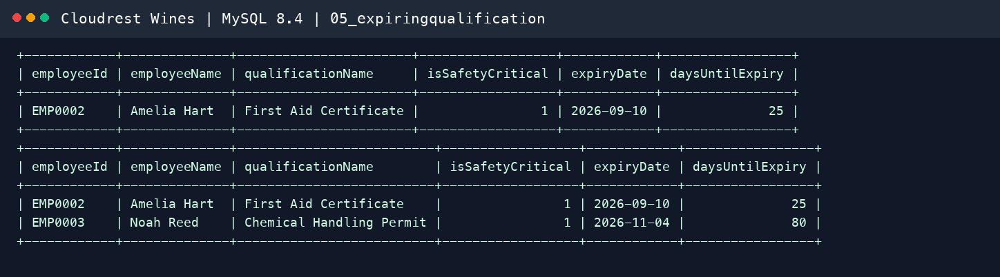 Cloudrest Wines | MySQL 8.4 | 05_expiringqualification
+------------+--------------+-----------------------+------------------+------------+-----------------+
| employeeId | employeeName | qualificationName     | isSafetyCritical | expiryDate | daysUntilExpiry |
+------------+--------------+-----------------------+------------------+------------+-----------------+
| EMP0002    | Amelia Hart  | First Aid Certificate |                1 | 2026-09-10 |              25 |
+------------+--------------+-----------------------+------------------+------------+-----------------+
+------------+--------------+--------------------------+------------------+------------+-----------------+
| employeeId | employeeName | qualificationName        | isSafetyCritical | expiryDate | daysUntilExpiry |
+------------+--------------+--------------------------+------------------+------------+-----------------+
| EMP0002    | Amelia Hart  | First Aid Certificate    |                1 | 2026-09-10 |              25 |
| EMP0003    | Noah Reed    | Chemical Handling Permit |                1 | 2026-11-04 |              80 |
+------------+--------------+--------------------------+------------------+------------+-----------------+